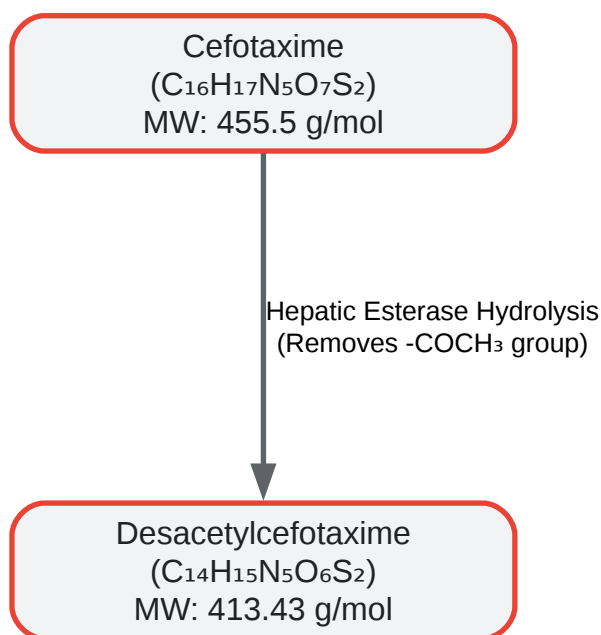 Cefotaxime
(C₁₆H₁₇N₅O₇S₂)
MW: 455.5 g/mol
Hepatic Esterase Hydrolysis
(Removes -COCH₃ group)
Desacetylcefotaxime
(C₁₄H₁₅N₅O₆S₂)
MW: 413.43 g/mol